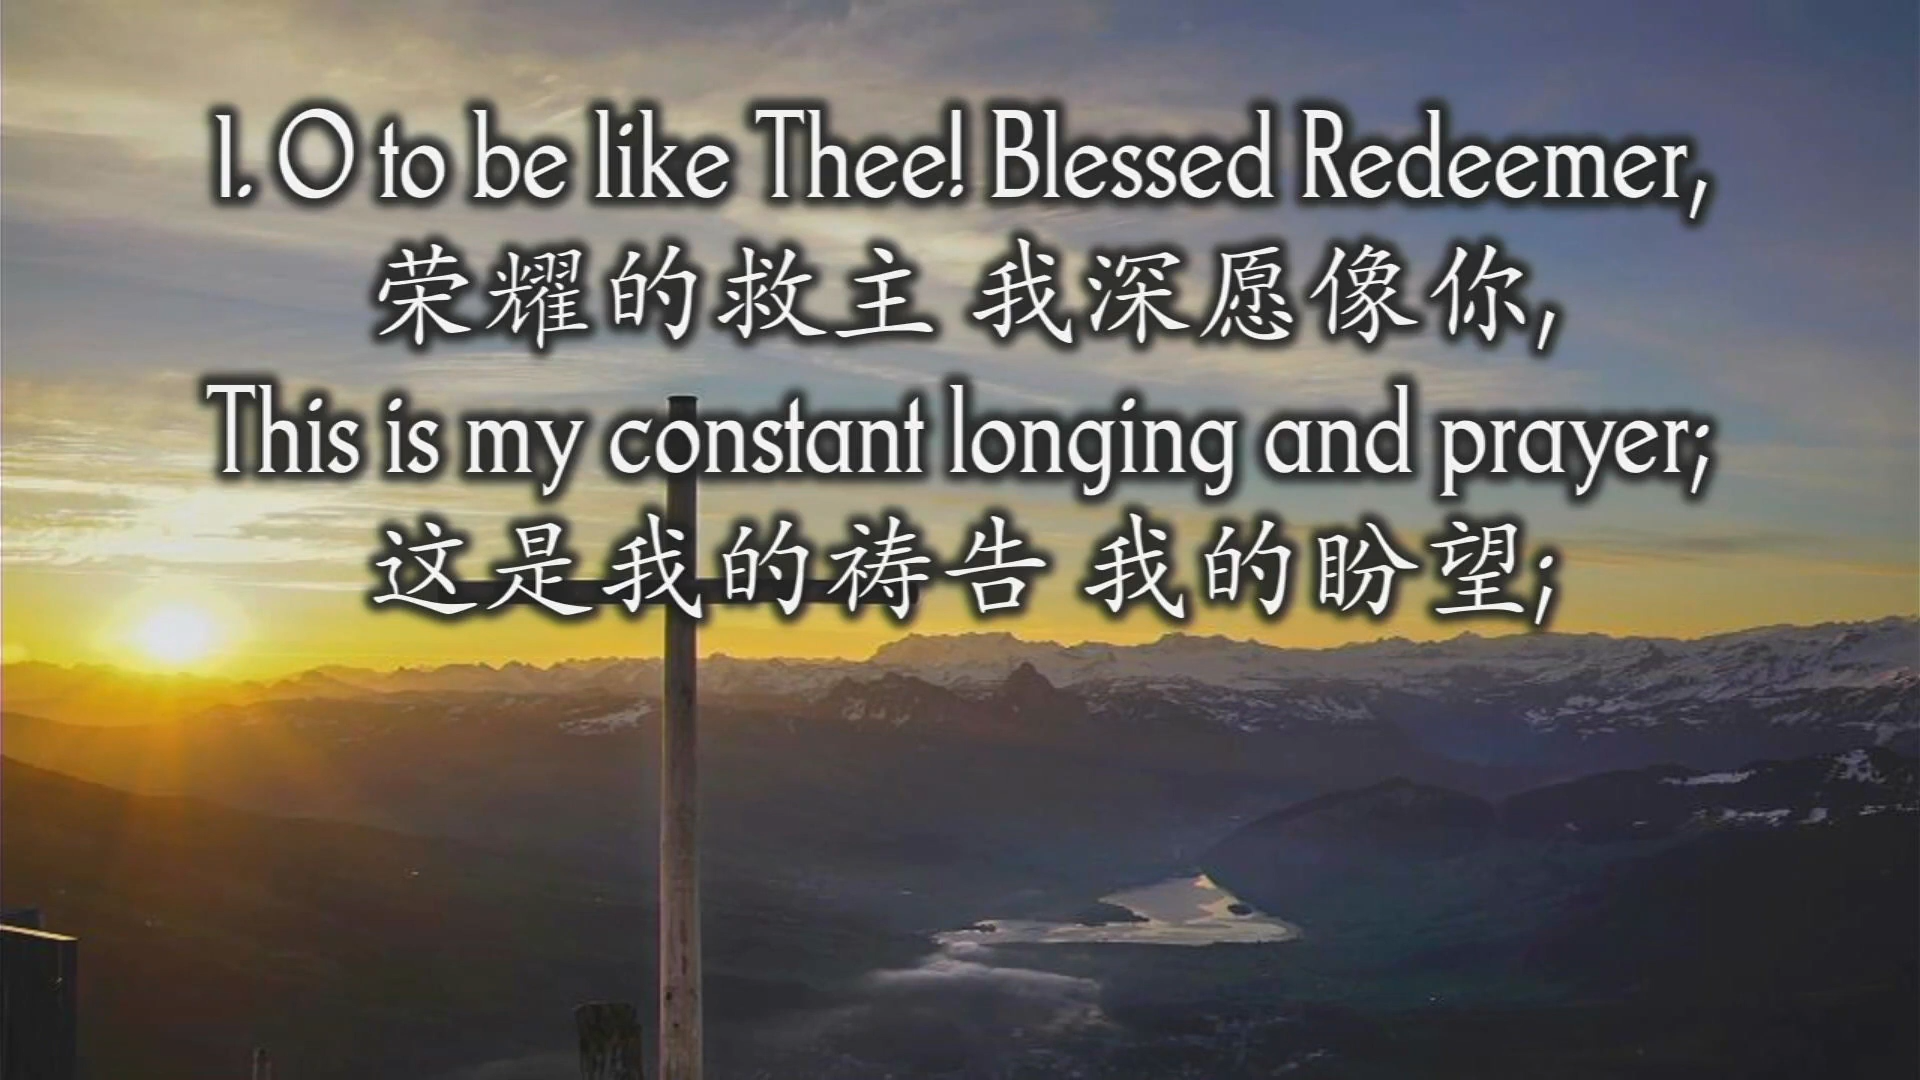 1. O to be like Thee! Blessed Redeemer,
荣耀的救主 我深愿像你,
This is my constant longing and prayer;
这是我的祷告 我的盼望;